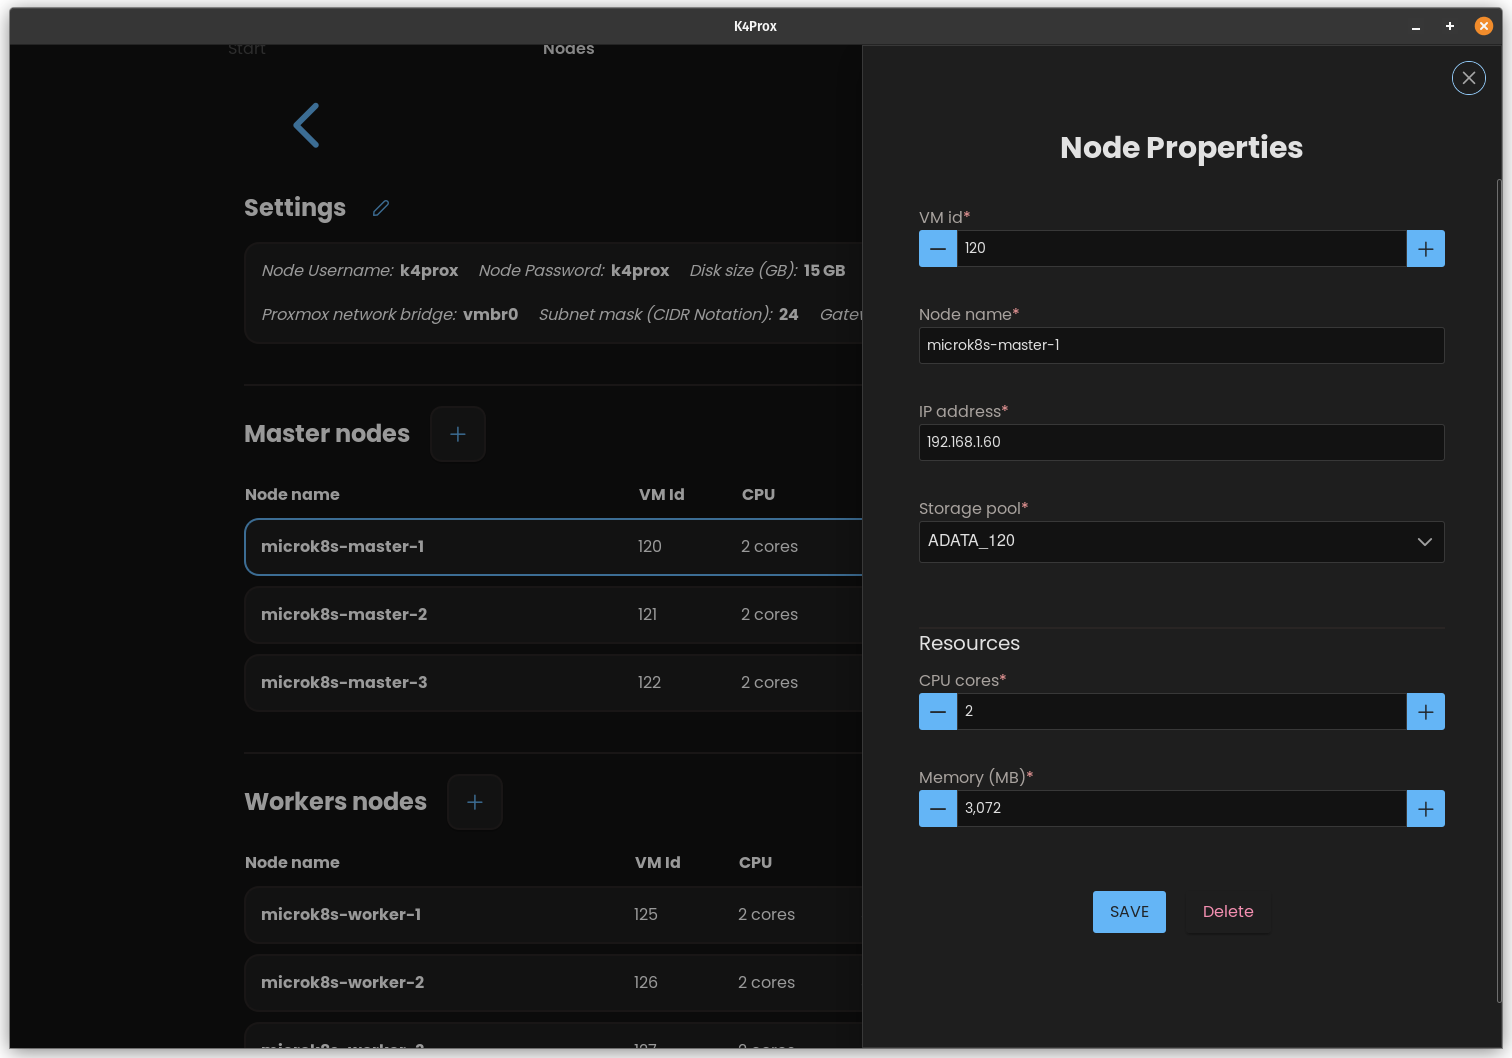 K4Prox
Start
Nodes
Settings
Node Username: k4prox Node Password: k4prox Disk size (GB): 15 GB
Proxmox network bridge: vmbr0 Subnet mask (CIDR Notation): 24
Master nodes
Node name VM Id CPU
microk8s-master-1 120 2 cores
microk8s-master-2 121 2 cores
microk8s-master-3 122 2 cores
Workers nodes
Node name VM Id CPU
microk8s-worker-1 125 2 cores
microk8s-worker-2 126 2 cores
Node Properties
VM id*
120
Node name*
microk8s-master-1
IP address*
192.168.1.60
Storage pool*
ADATA_120
Resources
CPU cores*
2
Memory (MB)*
3,072
SAVE
Delete